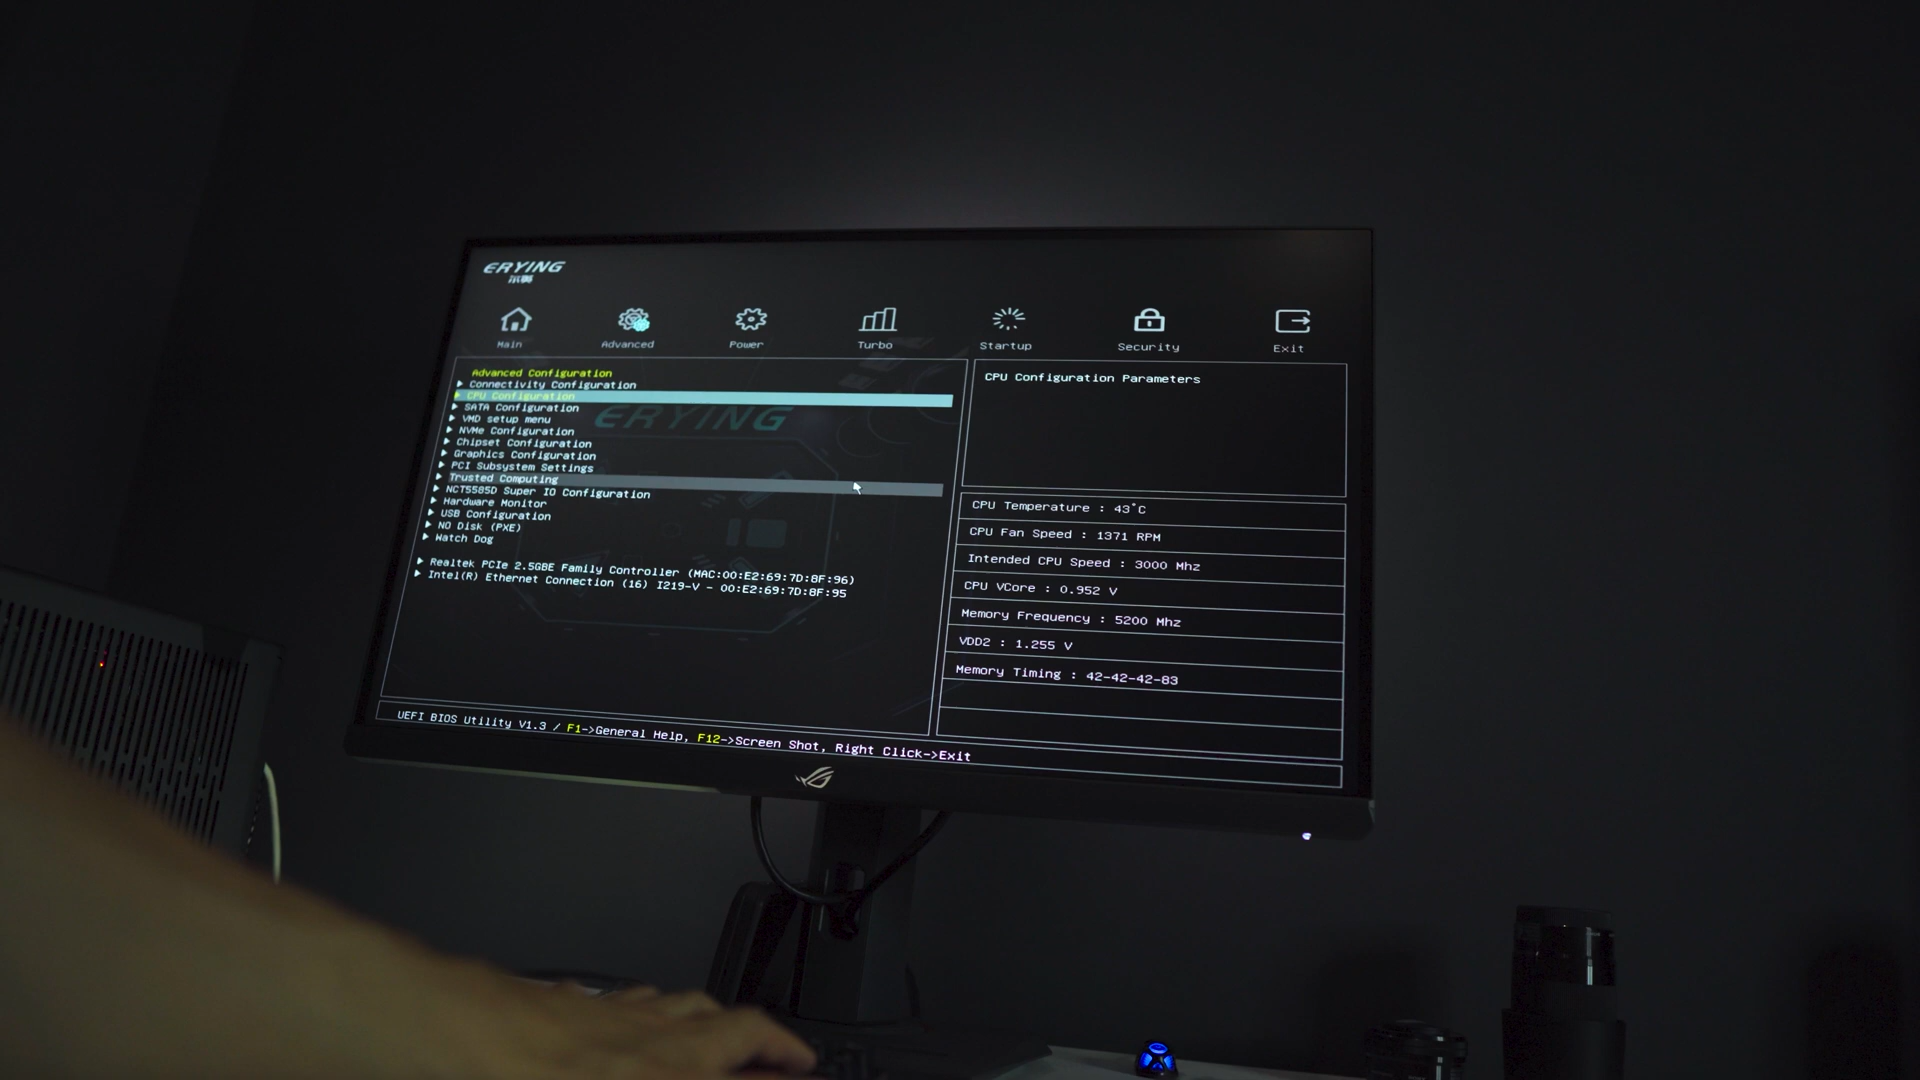 ERYING
尔英
Main
Advanced
Power
Turbo
Startup
Security
Exit
Advanced Configuration
Connectivity Configuration
CPU Configuration
SATA Configuration
VMD setup menu
NVMe Configuration
Chipset Configuration
Graphics Configuration
PCI Subsystem Settings
Trusted Computing
NCT5585D Super IO Configuration
Hardware Monitor
USB Configuration
NO Disk (PXE)
Watch Dog
Realtek PCIe 2.5GBE Family Controller (MAC:00:E2:69:7D:8F:96)
Intel(R) Ethernet Connection (16) I219-V - 00:E2:69:7D:8F:95
ERYING
CPU Configuration Parameters
CPU Temperature : 43°C
CPU Fan Speed : 1371 RPM
Intended CPU Speed : 3000 Mhz
CPU VCore : 0.952 V
Memory Frequency : 5200 Mhz
VDD2 : 1.255 V
Memory Timing : 42-42-42-83
UEFI BIOS Utility V1.3 / F1->General Help, F12->Screen Shot, Right Click->Exit